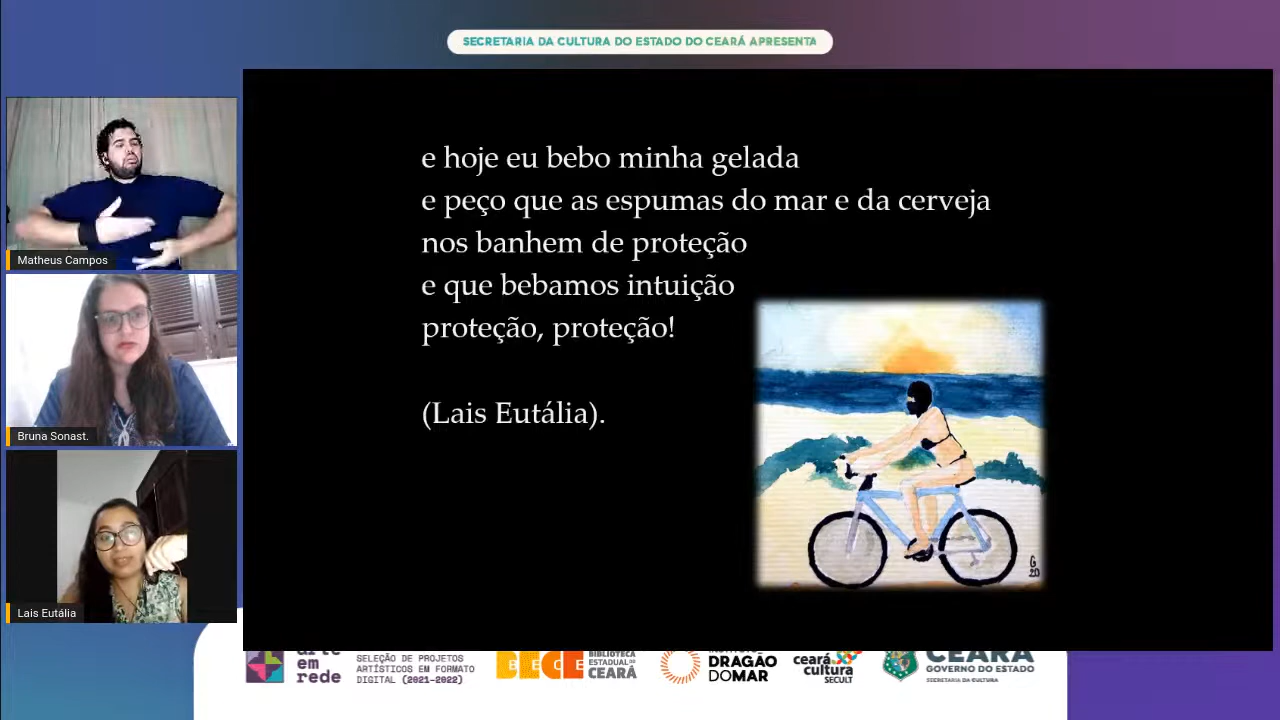 SECRETARIA DA CULTURA DO ESTADO DO CEARÁ APRESENTA
e hoje eu bebo minha gelada
e peço que as espumas do mar e da cerveja
nos banhem de proteção
e que bebamos intuição
proteção, proteção!
(Lais Eutália).
Matheus Campos
Bruna Sonast.
Lais Eutália
G
20
arte
em
rede
SELEÇÃO DE PROJETOS
ARTÍSTICOS EM FORMATO
DIGITAL (2021-2022)
BECE
BIBLIOTECA
ESTADUAL DO
CEARÁ
DRAGÃO
DOMAR
ceará
cultura
SECULT
CEARÁ
GOVERNO DO ESTADO
SECRETARIA DA CULTURA